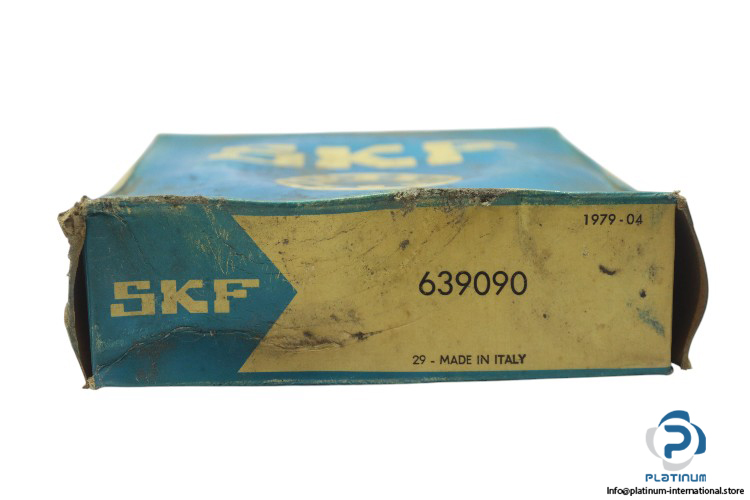 SKF
1979-04
SKF
639090
29 - MADE IN ITALY
P
PLATINUM
Info@platinum-international.store